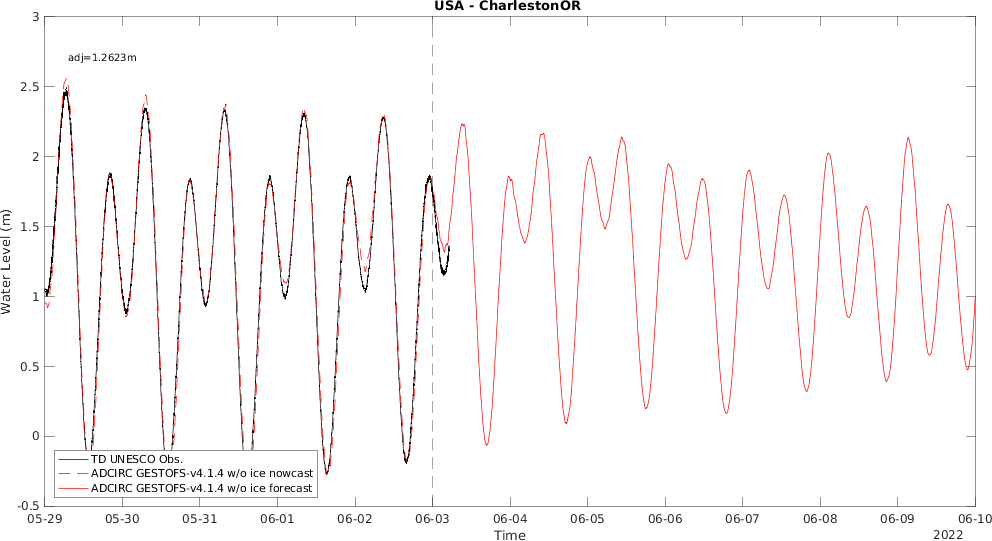 USA - CharlestonOR
3
adj=1.2623m
2.5
2
1.5
1
0.5
0
-0.5
Water Level (m)
TD UNESCO Obs.
ADCIRC GESTOFS-v4.1.4 w/o ice nowcast
ADCIRC GESTOFS-v4.1.4 w/o ice forecast
05-29 05-30 05-31 06-01 06-02 06-03 06-04 06-05 06-06 06-07 06-08 06-09 06-10
Time
2022